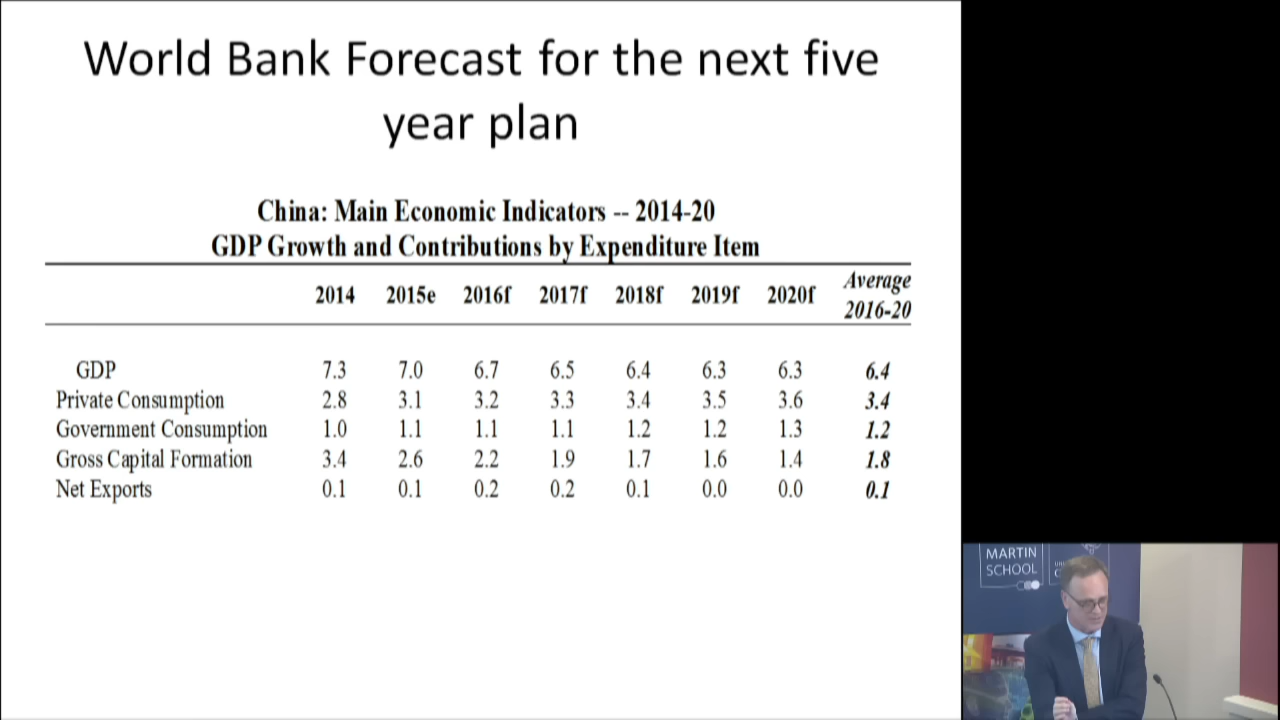 World Bank Forecast for the next five
year plan
China: Main Economic Indicators -- 2014-20
GDP Growth and Contributions by Expenditure Item
2014 2015e 2016f 2017f 2018f 2019f 2020f Average 2016-20
GDP 7.3 7.0 6.7 6.5 6.4 6.3 6.3 6.4
Private Consumption 2.8 3.1 3.2 3.3 3.4 3.5 3.6 3.4
Government Consumption 1.0 1.1 1.1 1.1 1.2 1.2 1.3 1.2
Gross Capital Formation 3.4 2.6 2.2 1.9 1.7 1.6 1.4 1.8
Net Exports 0.1 0.1 0.2 0.2 0.1 0.0 0.0 0.1
MARTIN
SCHOOL